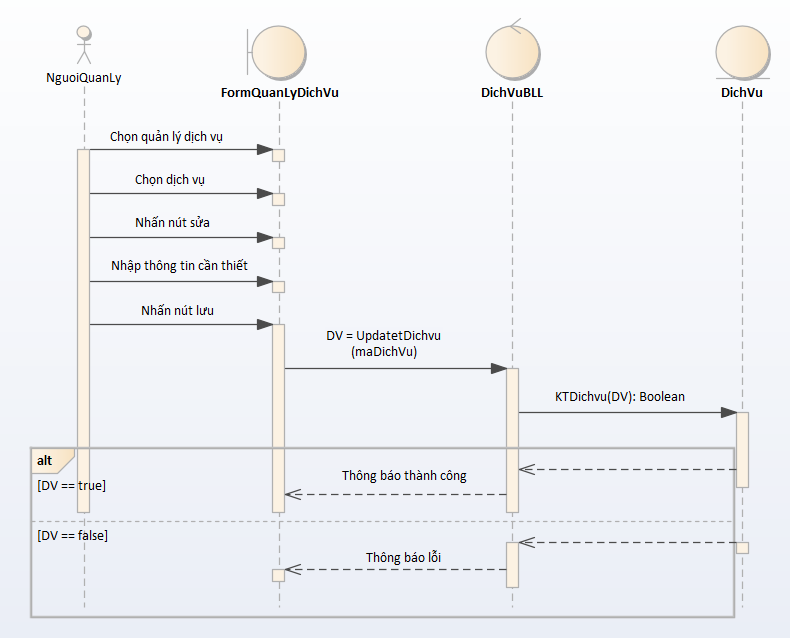 NguoiQuanLy
FormQuanLyDichVu
DichVuBLL
DichVu
Chọn quản lý dịch vụ
Chọn dịch vụ
Nhấn nút sửa
Nhập thông tin cần thiết
Nhấn nút lưu
DV = UpdatetDichvu
(maDichVu)
KTDichvu(DV): Boolean
alt
Thông báo thành công
[DV == true]
[DV == false]
Thông báo lỗi